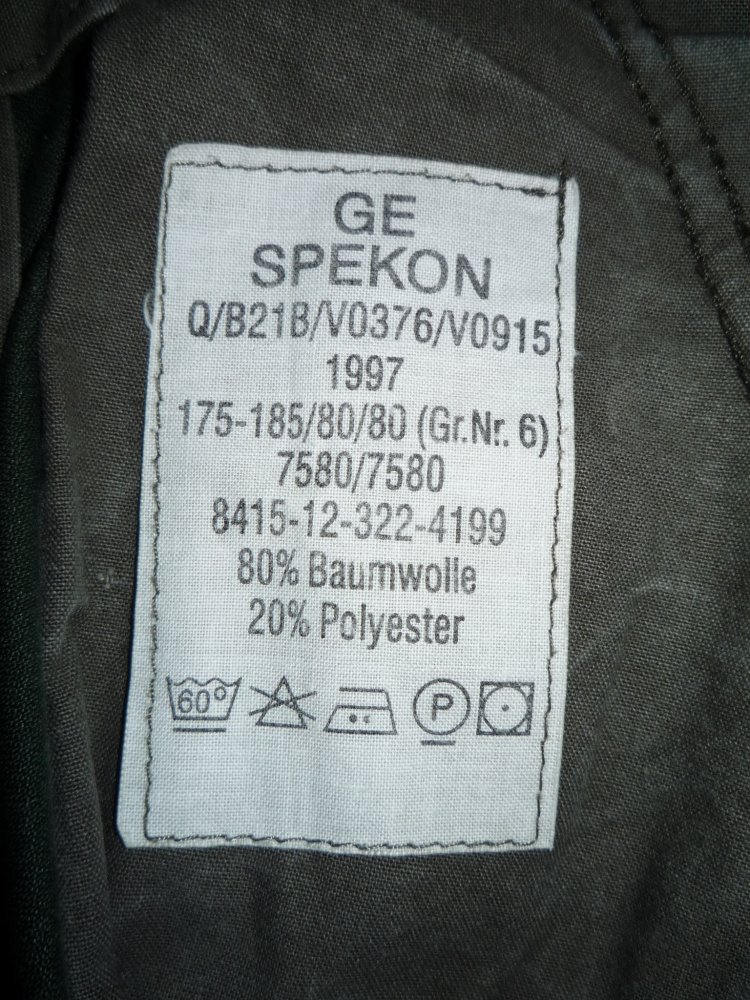 GE
SPEKON
Q/B21B/V0376/V0915
1997
175-185/80/80 (Gr.Nr. 6)
7580/7580
8415-12-322-4199
80% Baumwolle
20% Polyester
60° P